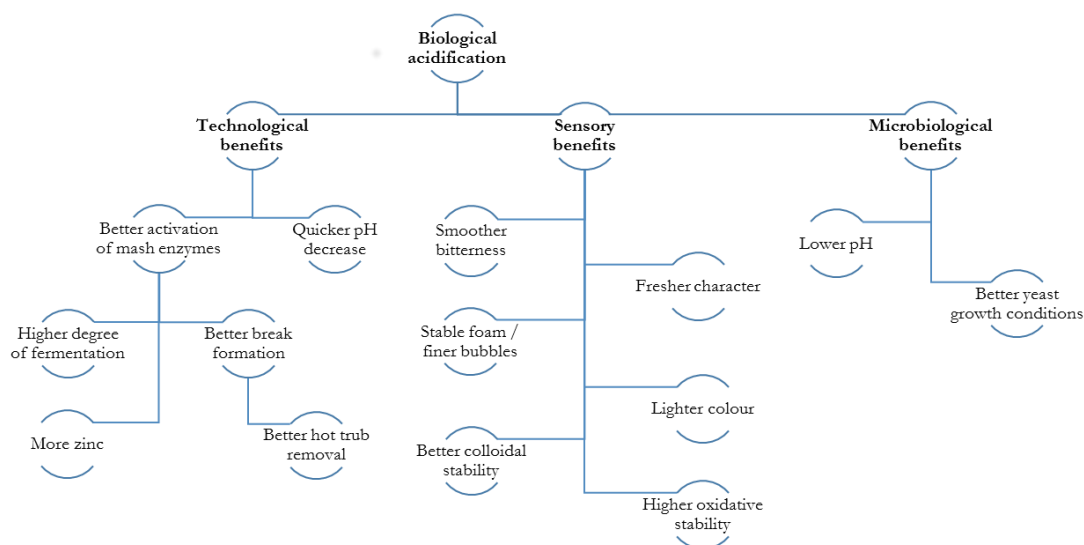 Biological
acidification
Technological
benefits
Sensory
benefits
Microbiological
benefits
Better activation
of mash enzymes
Quicker pH
decrease
Higher degree
of fermentation
Better break
formation
More zinc
Better hot trub
removal
Smoother
bitterness
Fresher character
Stable foam /
finer bubbles
Lighter colour
Better colloidal
stability
Higher oxidative
stability
Lower pH
Better yeast
growth conditions